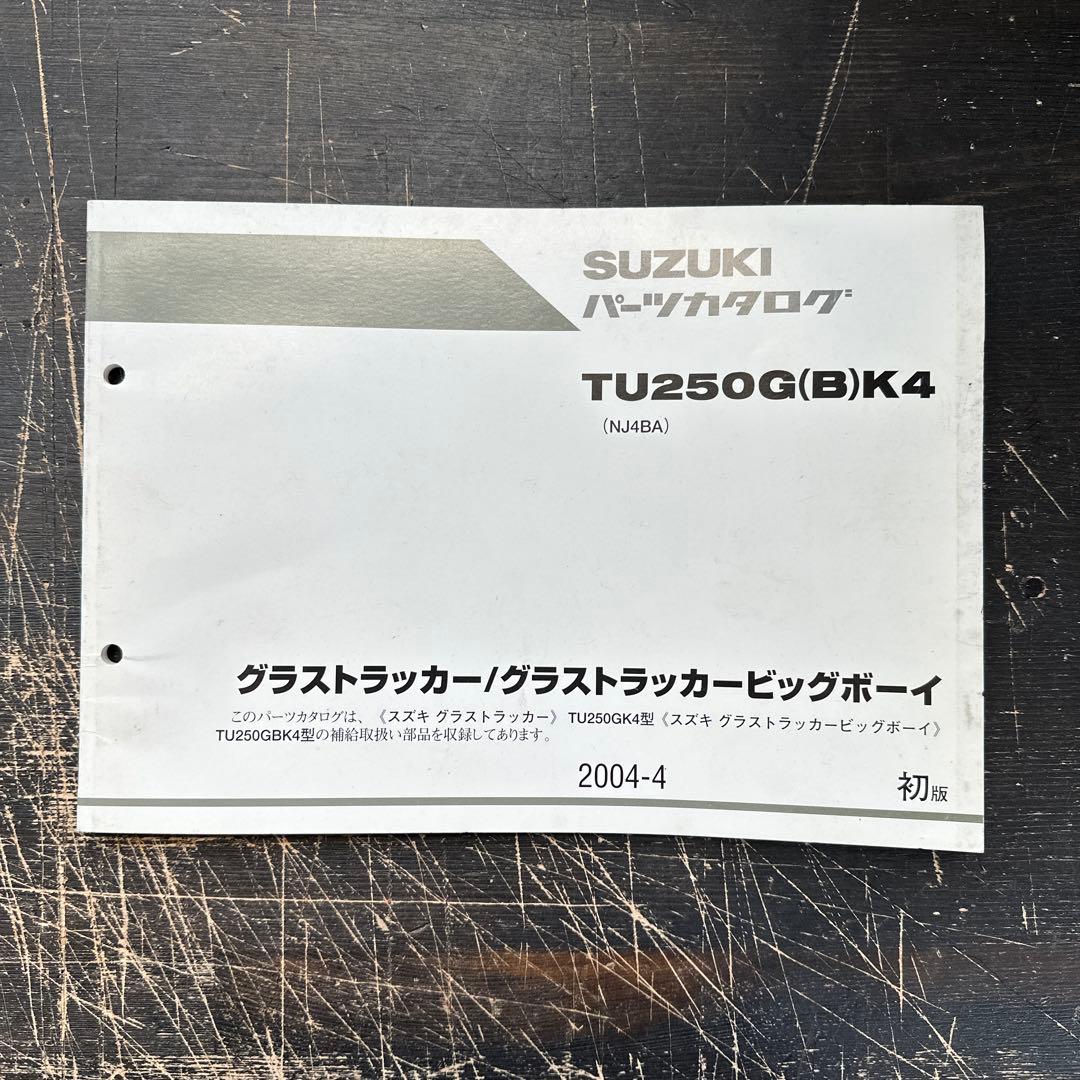 SUZUKI
パーツカタログ
TU250G(B)K4
(NJ4BA)
グラストラッカー/グラストラッカービッグボーイ
このパーツカタログは、《スズキ グラストラッカー》 TU250GK4型《スズキ グラストラッカービッグボーイ》
TU250GBK4型の補給取扱い部品を収録してあります。
2004-4 初版